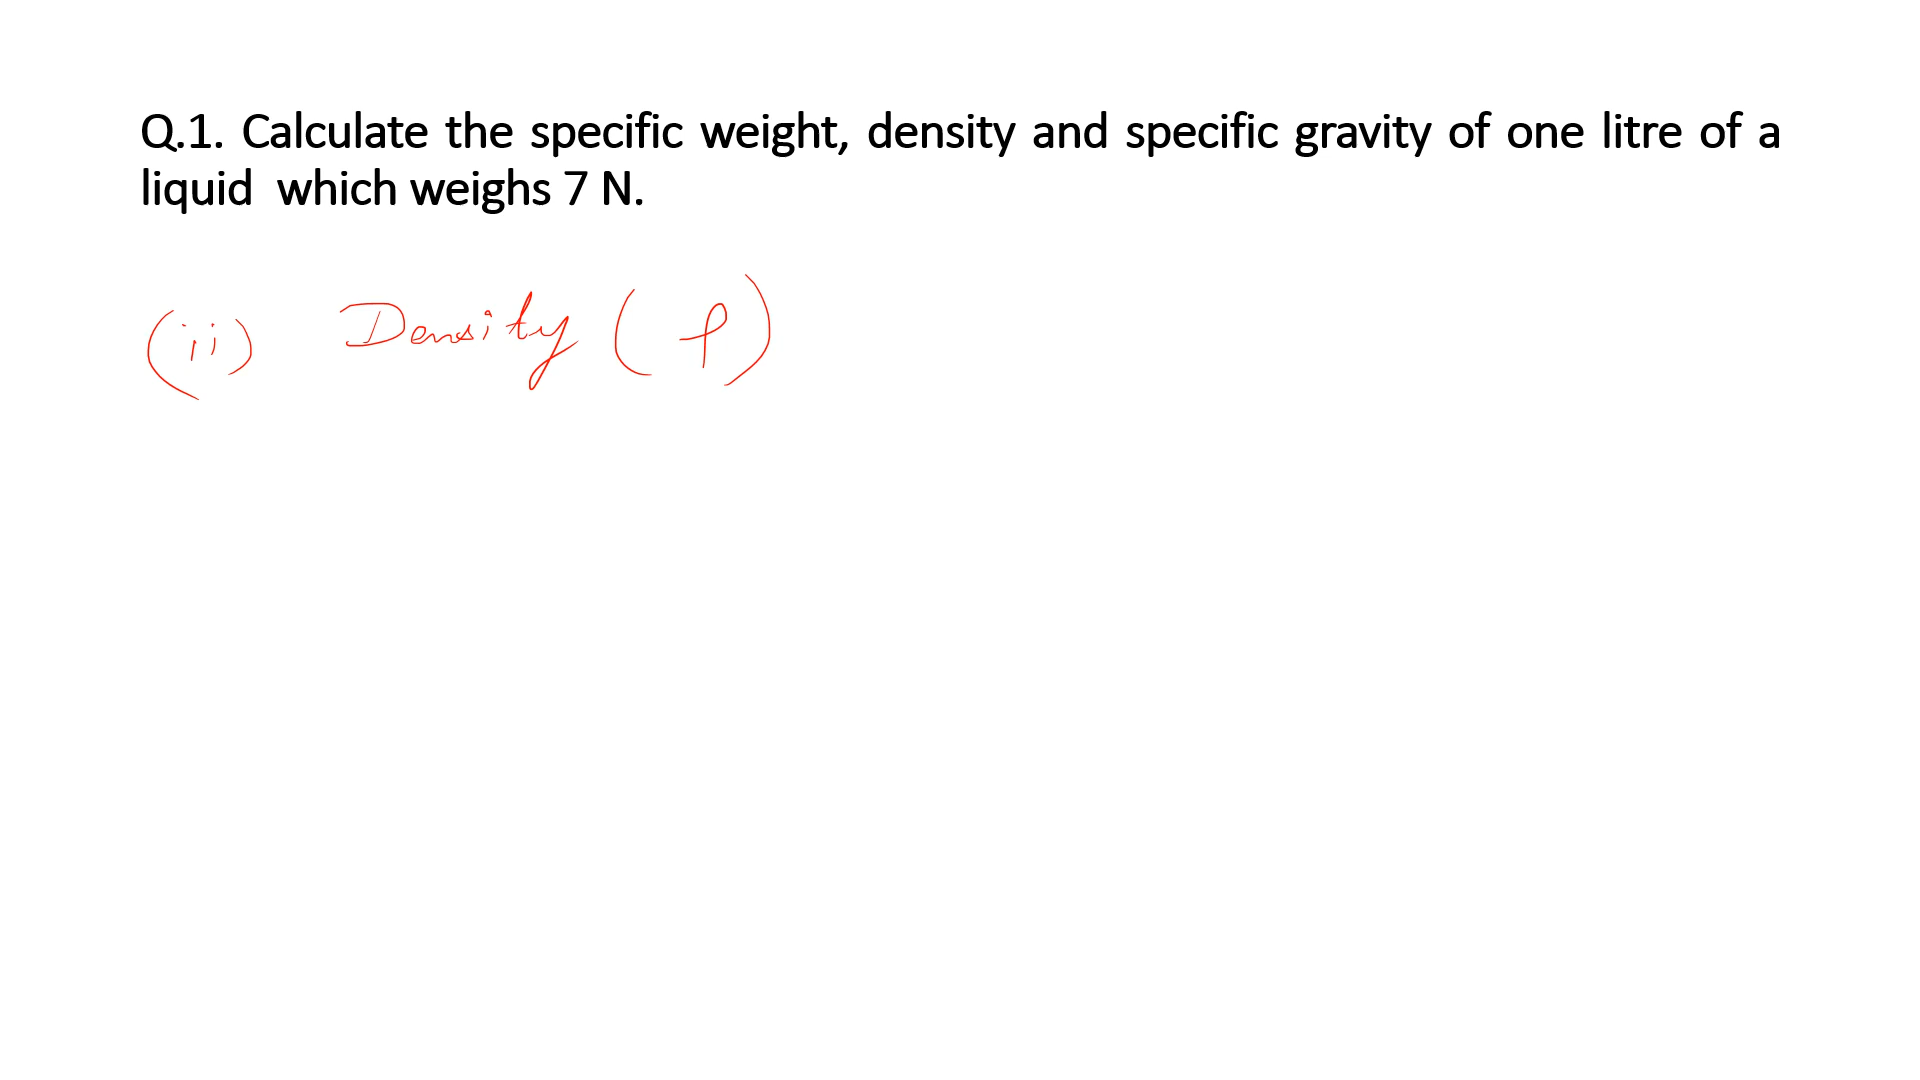 Q.1. Calculate the specific weight, density and specific gravity of one litre of a
liquid which weighs 7 N.
(ii) Density (ρ)